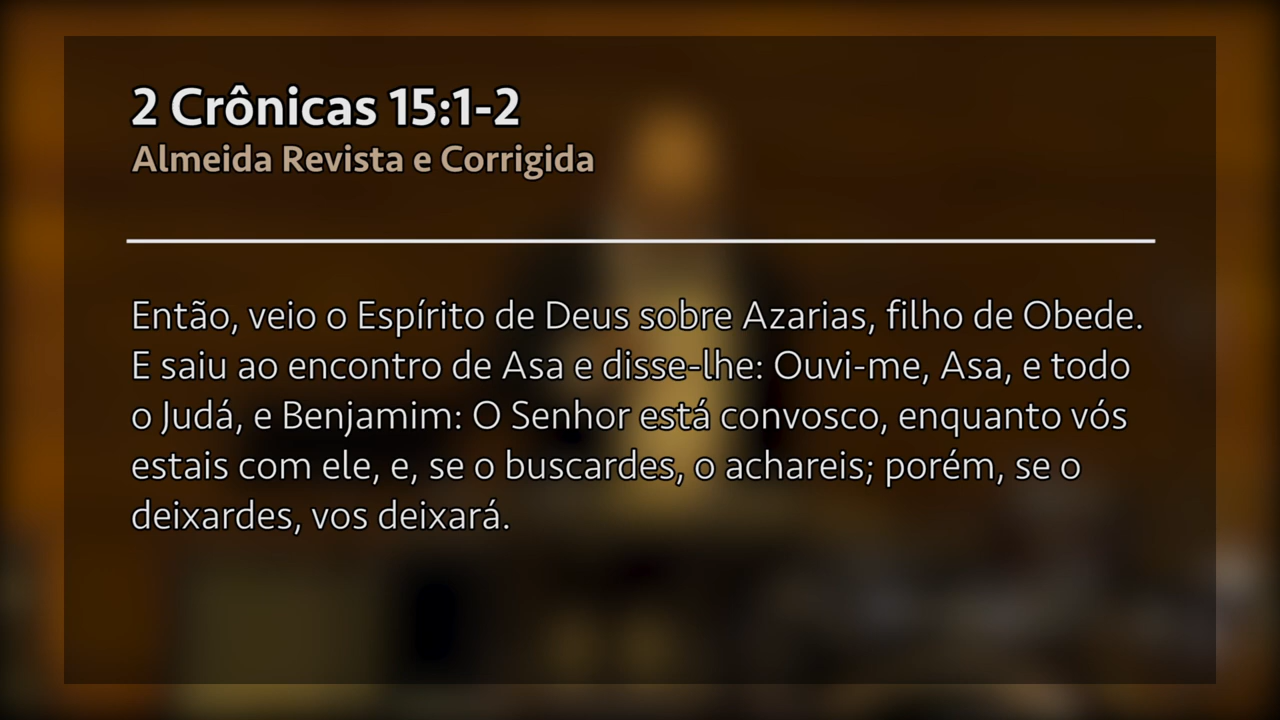 2 Crônicas 15:1-2
Almeida Revista e Corrigida
Então, veio o Espírito de Deus sobre Azarias, filho de Obede.
E saiu ao encontro de Asa e disse-lhe: Ouvi-me, Asa, e todo
o Judá, e Benjamim: O Senhor está convosco, enquanto vós
estais com ele, e, se o buscardes, o achareis; porém, se o
deixardes, vos deixará.